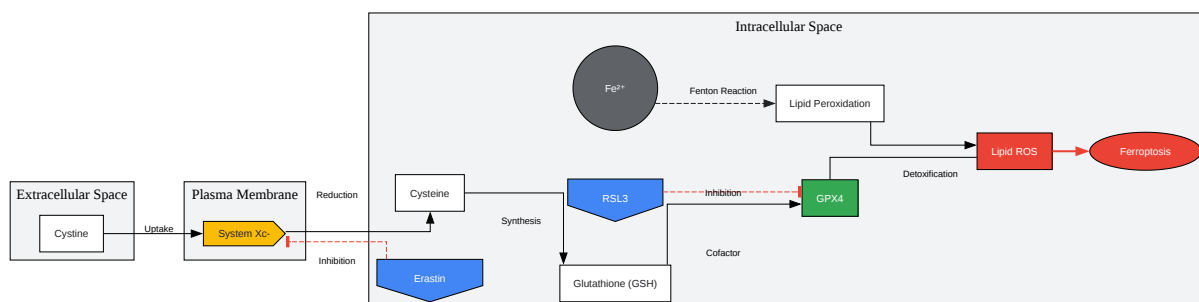 Intracellular Space
Fe²⁺
Fenton Reaction
Lipid Peroxidation
Lipid ROS
Ferroptosis
Detoxification
Extracellular Space
Plasma Membrane
Reduction
Cysteine
RSL3
Inhibition
GPX4
Cystine
Uptake
System Xc-
Synthesis
Inhibition
Erastin
Glutathione (GSH)
Cofactor